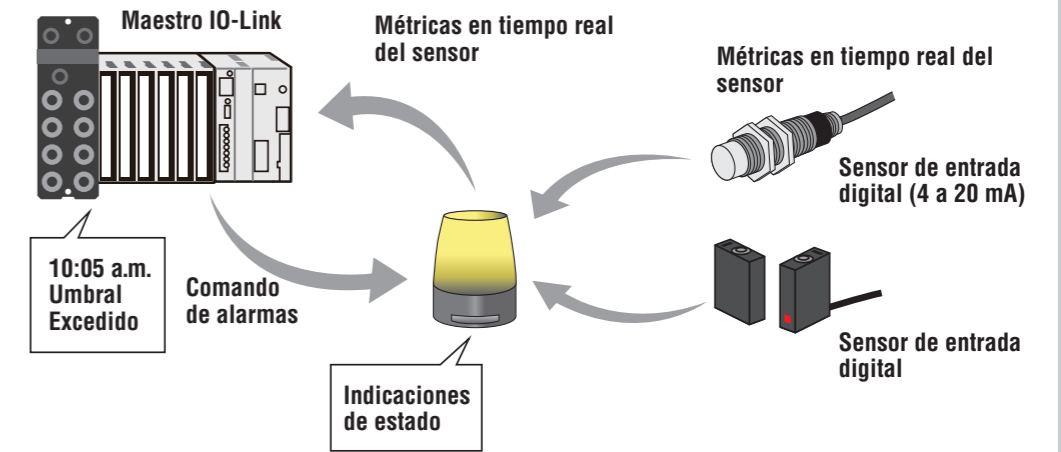 Maestro IO-Link
Métricas en tiempo real
del sensor
Métricas en tiempo real del
sensor
Sensor de entrada
digital (4 a 20 mA)
10:05 a.m.
Umbral
Excedido
Comando
de alarmas
Sensor de entrada
digital
Indicaciones
de estado